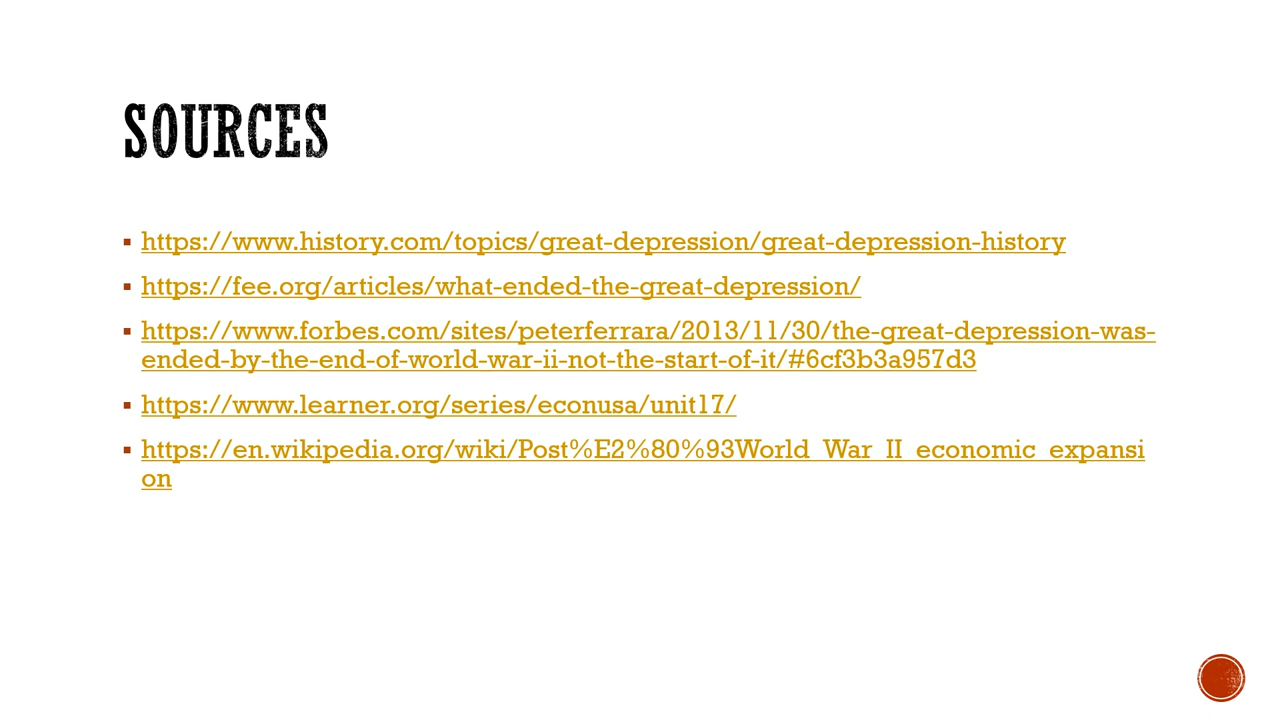 SOURCES
▪ https://www.history.com/topics/great-depression/great-depression-history
▪ https://fee.org/articles/what-ended-the-great-depression/
▪ https://www.forbes.com/sites/peterferrara/2013/11/30/the-great-depression-was-
ended-by-the-end-of-world-war-ii-not-the-start-of-it/#6cf3b3a957d3
▪ https://www.learner.org/series/econusa/unit17/
▪ https://en.wikipedia.org/wiki/Post%E2%80%93World_War_II_economic_expansi
on